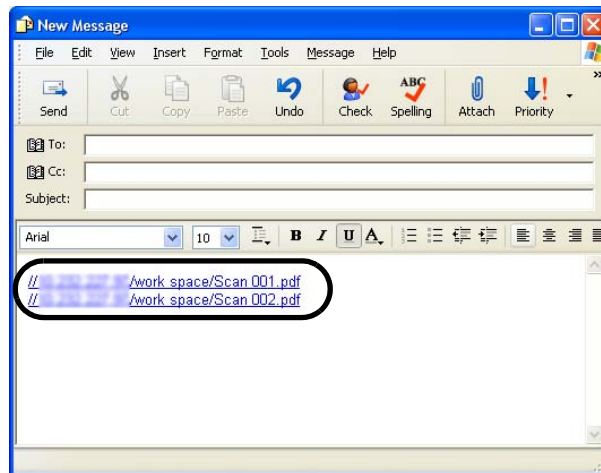 New Message
File Edit View Insert Format Tools Message Help
Send Cut Copy Paste Undo Check Spelling Attach Priority
To:
Cc:
Subject:
Arial 10 B I U A
// /work space/Scan 001.pdf
// /work space/Scan 002.pdf